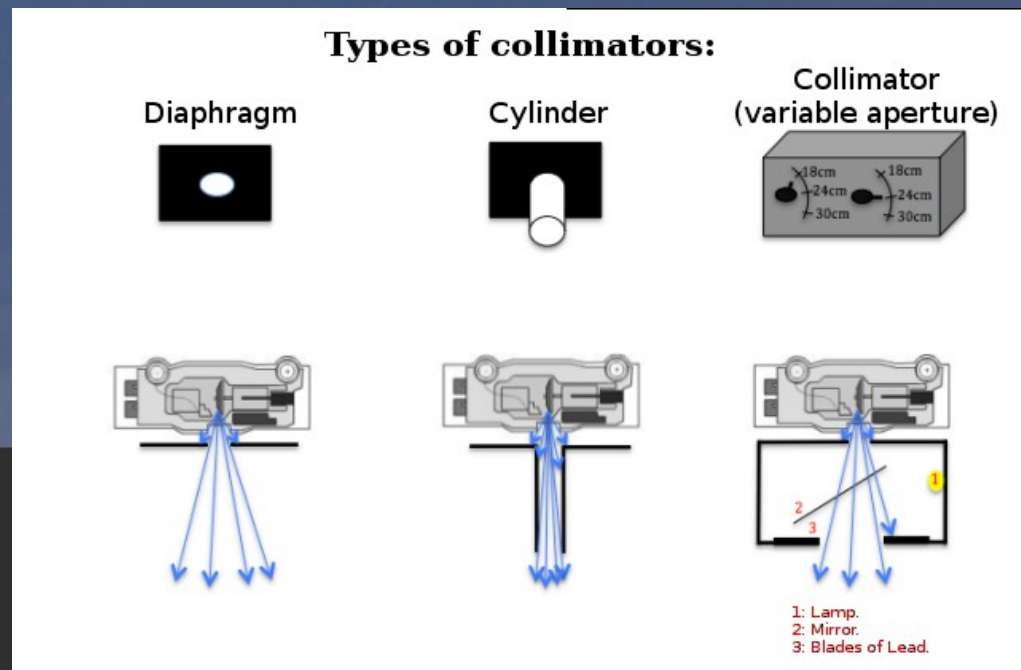 Types of collimators:
Diaphragm
Cylinder
Collimator
(variable aperture)
18cm
24cm
30cm
18cm
24cm
30cm
1
2
3
1: Lamp.
2: Mirror.
3: Blades of Lead.